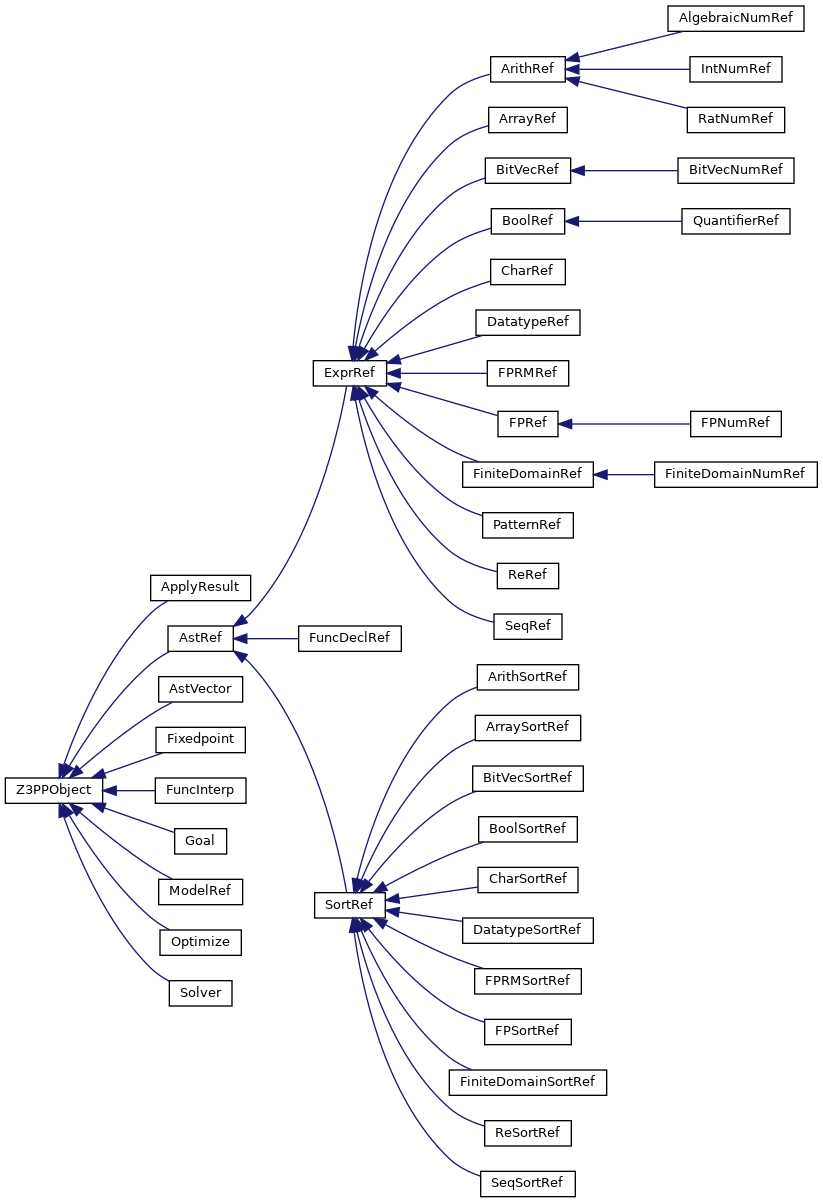 AlgebraicNumRef
ArithRef
IntNumRef
RatNumRef
ArrayRef
BitVecRef
BitVecNumRef
BoolRef
QuantifierRef
CharRef
DatatypeRef
ExprRef
FPRMRef
FPRef
FPNumRef
FiniteDomainRef
FiniteDomainNumRef
PatternRef
ReRef
ApplyResult
SeqRef
AstRef
FuncDeclRef
ArithSortRef
AstVector
ArraySortRef
Fixedpoint
BitVecSortRef
Z3PPObject
FuncInterp
BoolSortRef
Goal
CharSortRef
ModelRef
SortRef
DatatypeSortRef
Optimize
FPRMSortRef
Solver
FPSortRef
FiniteDomainSortRef
ReSortRef
SeqSortRef